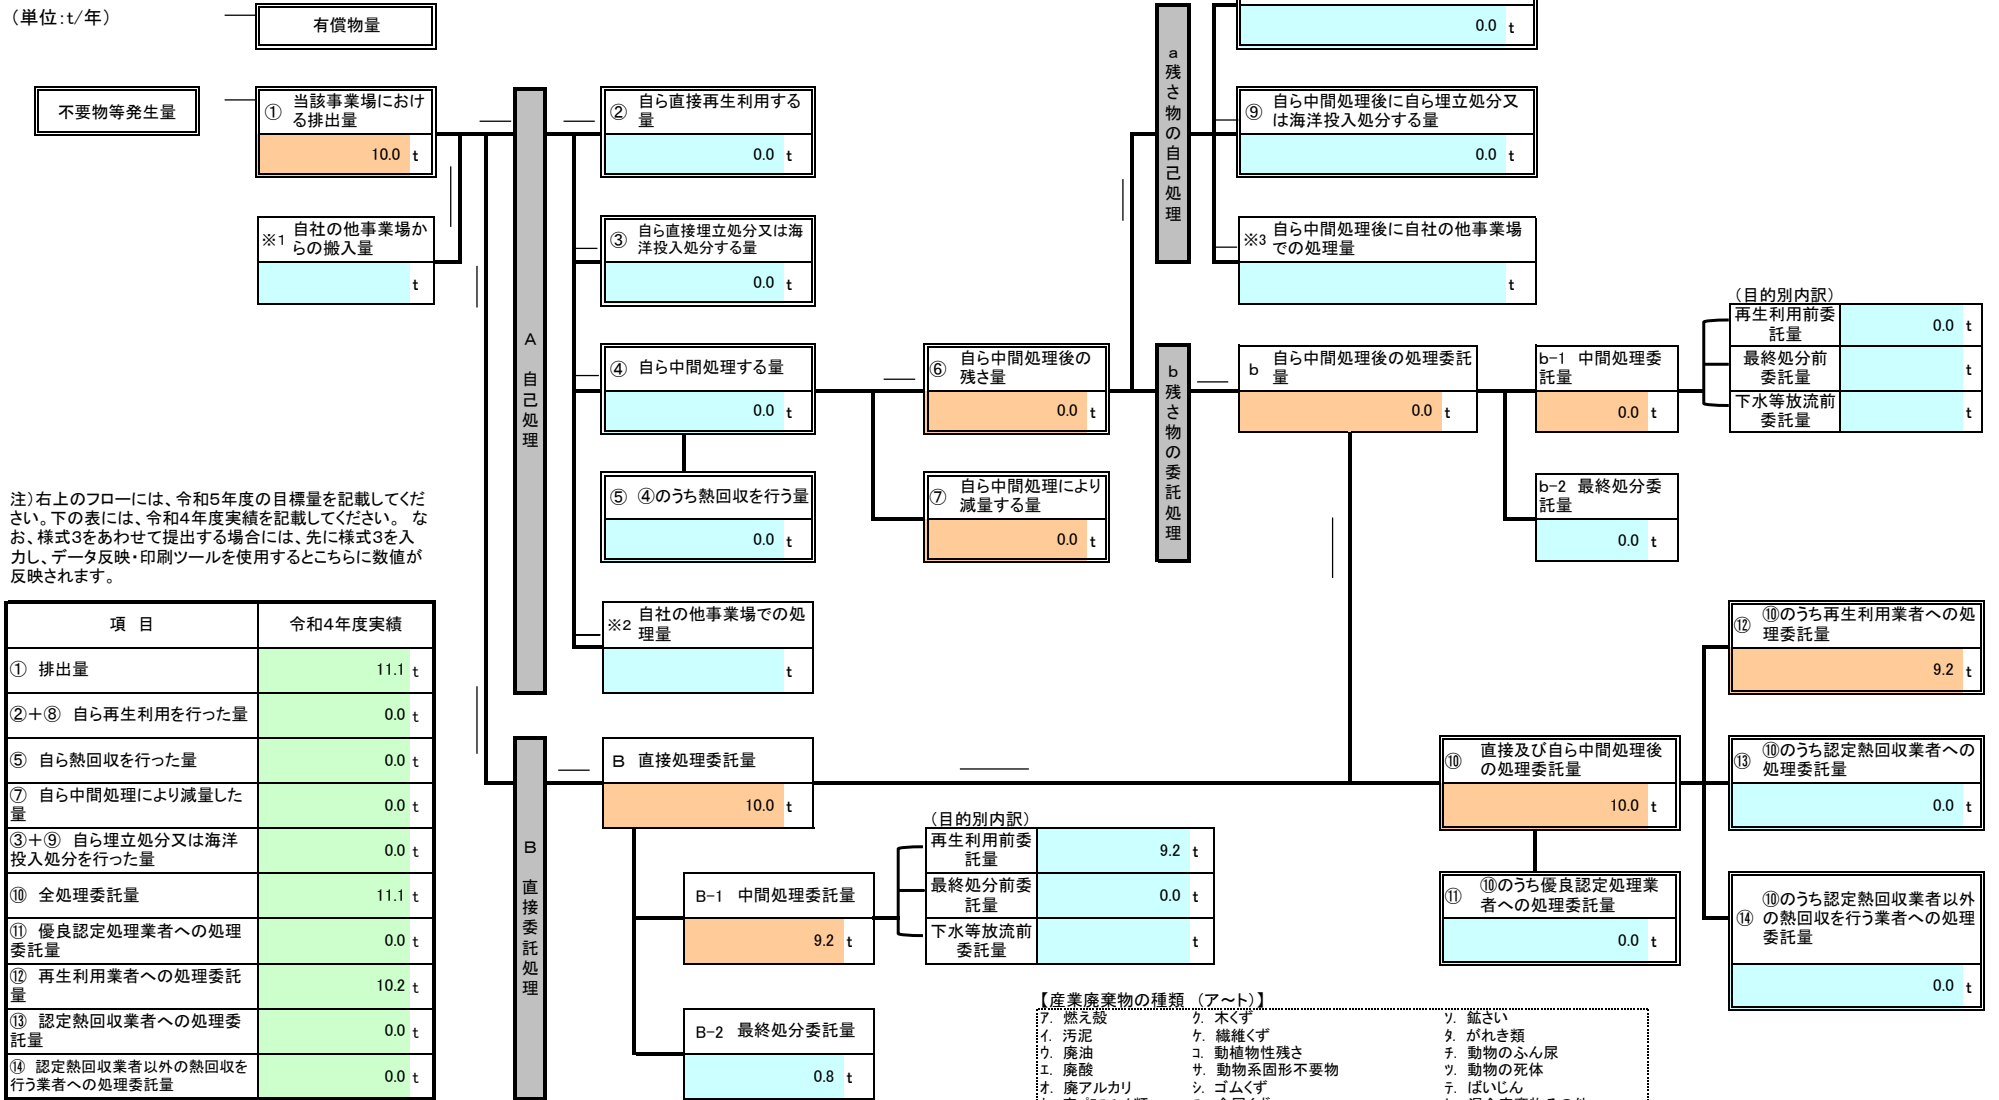 (単位:t/年)
有償物量
不要物等発生量
① 当該事業場におけ
る排出量
10.0 t
※1 自社の他事業場か
らの搬入量
t
A 自己処理
② 自ら直接再生利用する
量
0.0 t
③ 自ら直接埋立処分又は海
洋投入処分する量
0.0 t
④ 自ら中間処理する量
0.0 t
⑤ ④のうち熱回収を行う量
0.0 t
※2 自社の他事業場での処
理量
t
⑥ 自ら中間処理後の
残さ量
0.0 t
⑦ 自ら中間処理により
減量する量
0.0 t
a 残さ物の自己処理
0.0 t
⑨ 自ら中間処理後に自ら埋立処分又
は海洋投入処分する量
0.0 t
※3 自ら中間処理後に自社の他事業場
での処理量
t
b 残さ物の委託処理
b 自ら中間処理後の処理委託
量
0.0 t
b-1 中間処理委
託量
0.0 t
b-2 最終処分委
託量
0.0 t
(目的別内訳)
再生利用前委
託量
0.0 t
最終処分前
委託量
t
下水等放流前
委託量
t
注)右上のフローには、令和5年度の目標量を記載してくだ
さい。下の表には、令和4年度実績を記載してください。 な
お、様式3をあわせて提出する場合には、先に様式3を入
力し、データ反映・印刷ツールを使用するとこちらに数値が
反映されます。
項 目 令和4年度実績
① 排出量 11.1 t
②+⑧ 自ら再生利用を行った量 0.0 t
⑤ 自ら熱回収を行った量 0.0 t
⑦ 自ら中間処理により減量した
量 0.0 t
③+⑨ 自ら埋立処分又は海洋
投入処分を行った量 0.0 t
⑩ 全処理委託量 11.1 t
⑪ 優良認定処理業者への処理
委託量 0.0 t
⑫ 再生利用業者への処理委託
量 10.2 t
⑬ 認定熱回収業者への処理委
託量 0.0 t
⑭ 認定熱回収業者以外の熱回収を
行う業者への処理委託量 0.0 t
B 直接委託処理
B 直接処理委託量
10.0 t
B-1 中間処理委託量
9.2 t
B-2 最終処分委託量
0.8 t
(目的別内訳)
再生利用前委
託量
9.2 t
最終処分前委
託量
0.0 t
下水等放流前
委託量
t
⑩ 直接及び自ら中間処理後
の処理委託量
10.0 t
⑪ ⑩のうち優良認定処理業
者への処理委託量
0.0 t
⑫ ⑩のうち再生利用業者への処
理委託量
9.2 t
⑬ ⑩のうち認定熱回収業者への
処理委託量
0.0 t
⑭ ⑩のうち認定熱回収業者以外
の熱回収を行う業者への処理
委託量
0.0 t
【産業廃棄物の種類 (ア~ト)】
ア. 燃え殻 ク. 木くず ソ. 鉱さい
イ. 汚泥 ケ. 繊維くず タ. がれき類
ウ. 廃油 コ. 動植物性残さ チ. 動物のふん尿
エ. 廃酸 サ. 動物系固形不要物 ツ. 動物の死体
オ. 廃アルカリ シ. ゴムくず テ. ばいじん